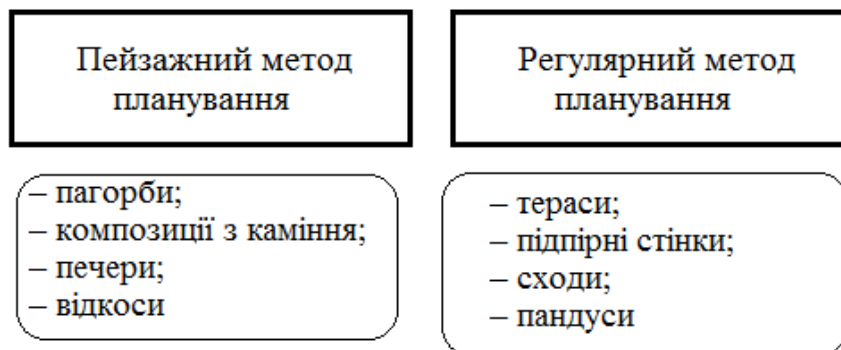 Пейзажний метод
планування
– пагорби;
– композиції з каміння;
– печери;
– відкоси
Регулярний метод
планування
– тераси;
– підпірні стінки;
– сходи;
– пандуси